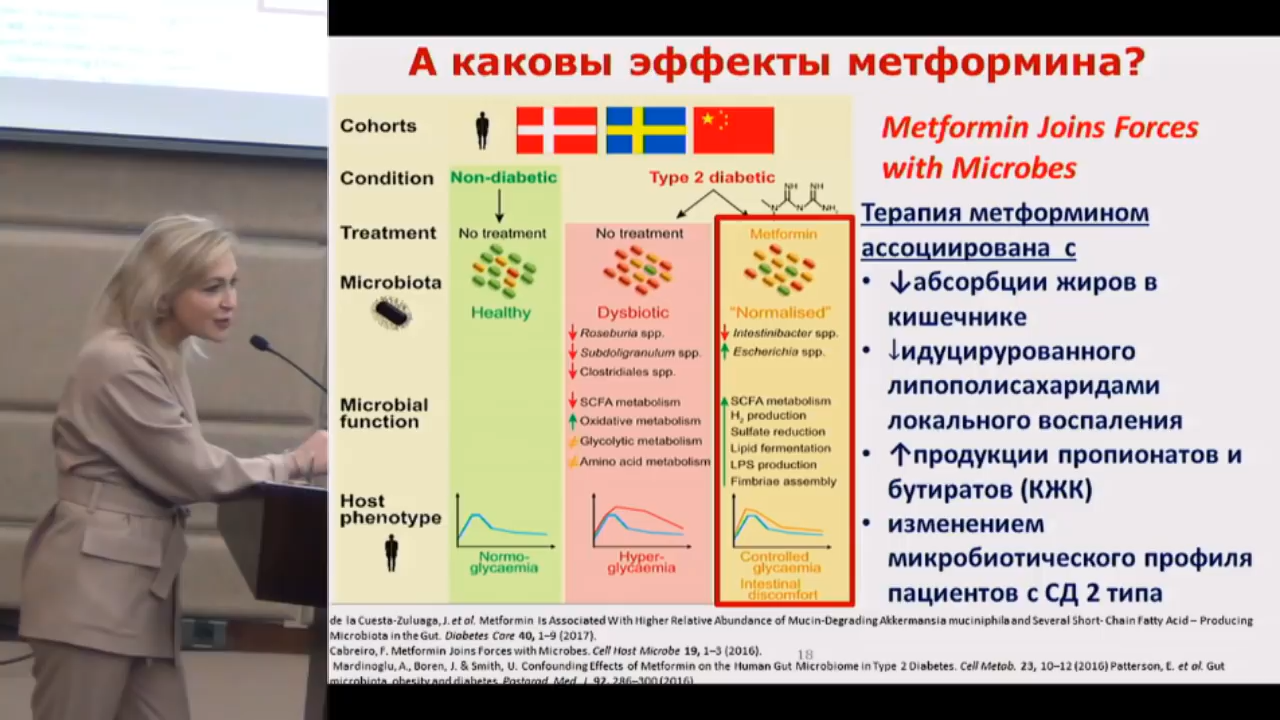 А каковы эффекты метформина?
Cohorts
Condition
Non-diabetic
Type 2 diabetic
NH NH
N N NH₂
Treatment
No treatment
No treatment
Metformin
Microbiota
Healthy
Dysbiotic
"Normalised"
Roseburia spp.
Subdoligranulum spp.
Clostridiales spp.
Intestinibacter spp.
Escherichia spp.
Microbial
function
SCFA metabolism
Oxidative metabolism
Glycolytic metabolism
Amino acid metabolism
SCFA metabolism
H₂ production
Sulfate reduction
Lipid fermentation
LPS production
Fimbriae assembly
Host
phenotype
Normo-
glycaemia
Hyper-
glycaemia
Controlled
glycaemia
Intestinal
discomfort
Metformin Joins Forces
with Microbes
Терапия метформином
ассоциирована с
• ↓абсорбции жиров в
кишечнике
• ↓идуцирурованного
липополисахаридами
локального воспаления
• ↑продукции пропионатов и
бутиратов (КЖК)
• изменением
микробиотического профиля
пациентов с СД 2 типа
de la Cuesta-Zuluaga, J. et al. Metformin Is Associated With Higher Relative Abundance of Mucin-Degrading Akkermansia muciniphila and Several Short- Chain Fatty Acid – Producing
Microbiota in the Gut. Diabetes Care 40, 1–9 (2017).
Cabreiro, F. Metformin Joins Forces with Microbes. Cell Host Microbe 19, 1–3 (2016).
Mardinoglu, A., Boren, J. & Smith, U. Confounding Effects of Metformin on the Human Gut Microbiome in Type 2 Diabetes. Cell Metab. 23, 10–12 (2016) Patterson, E. et al. Gut
microbiota, obesity and diabetes. Postgrad. Med. J. 92, 286–300 (2016)
18